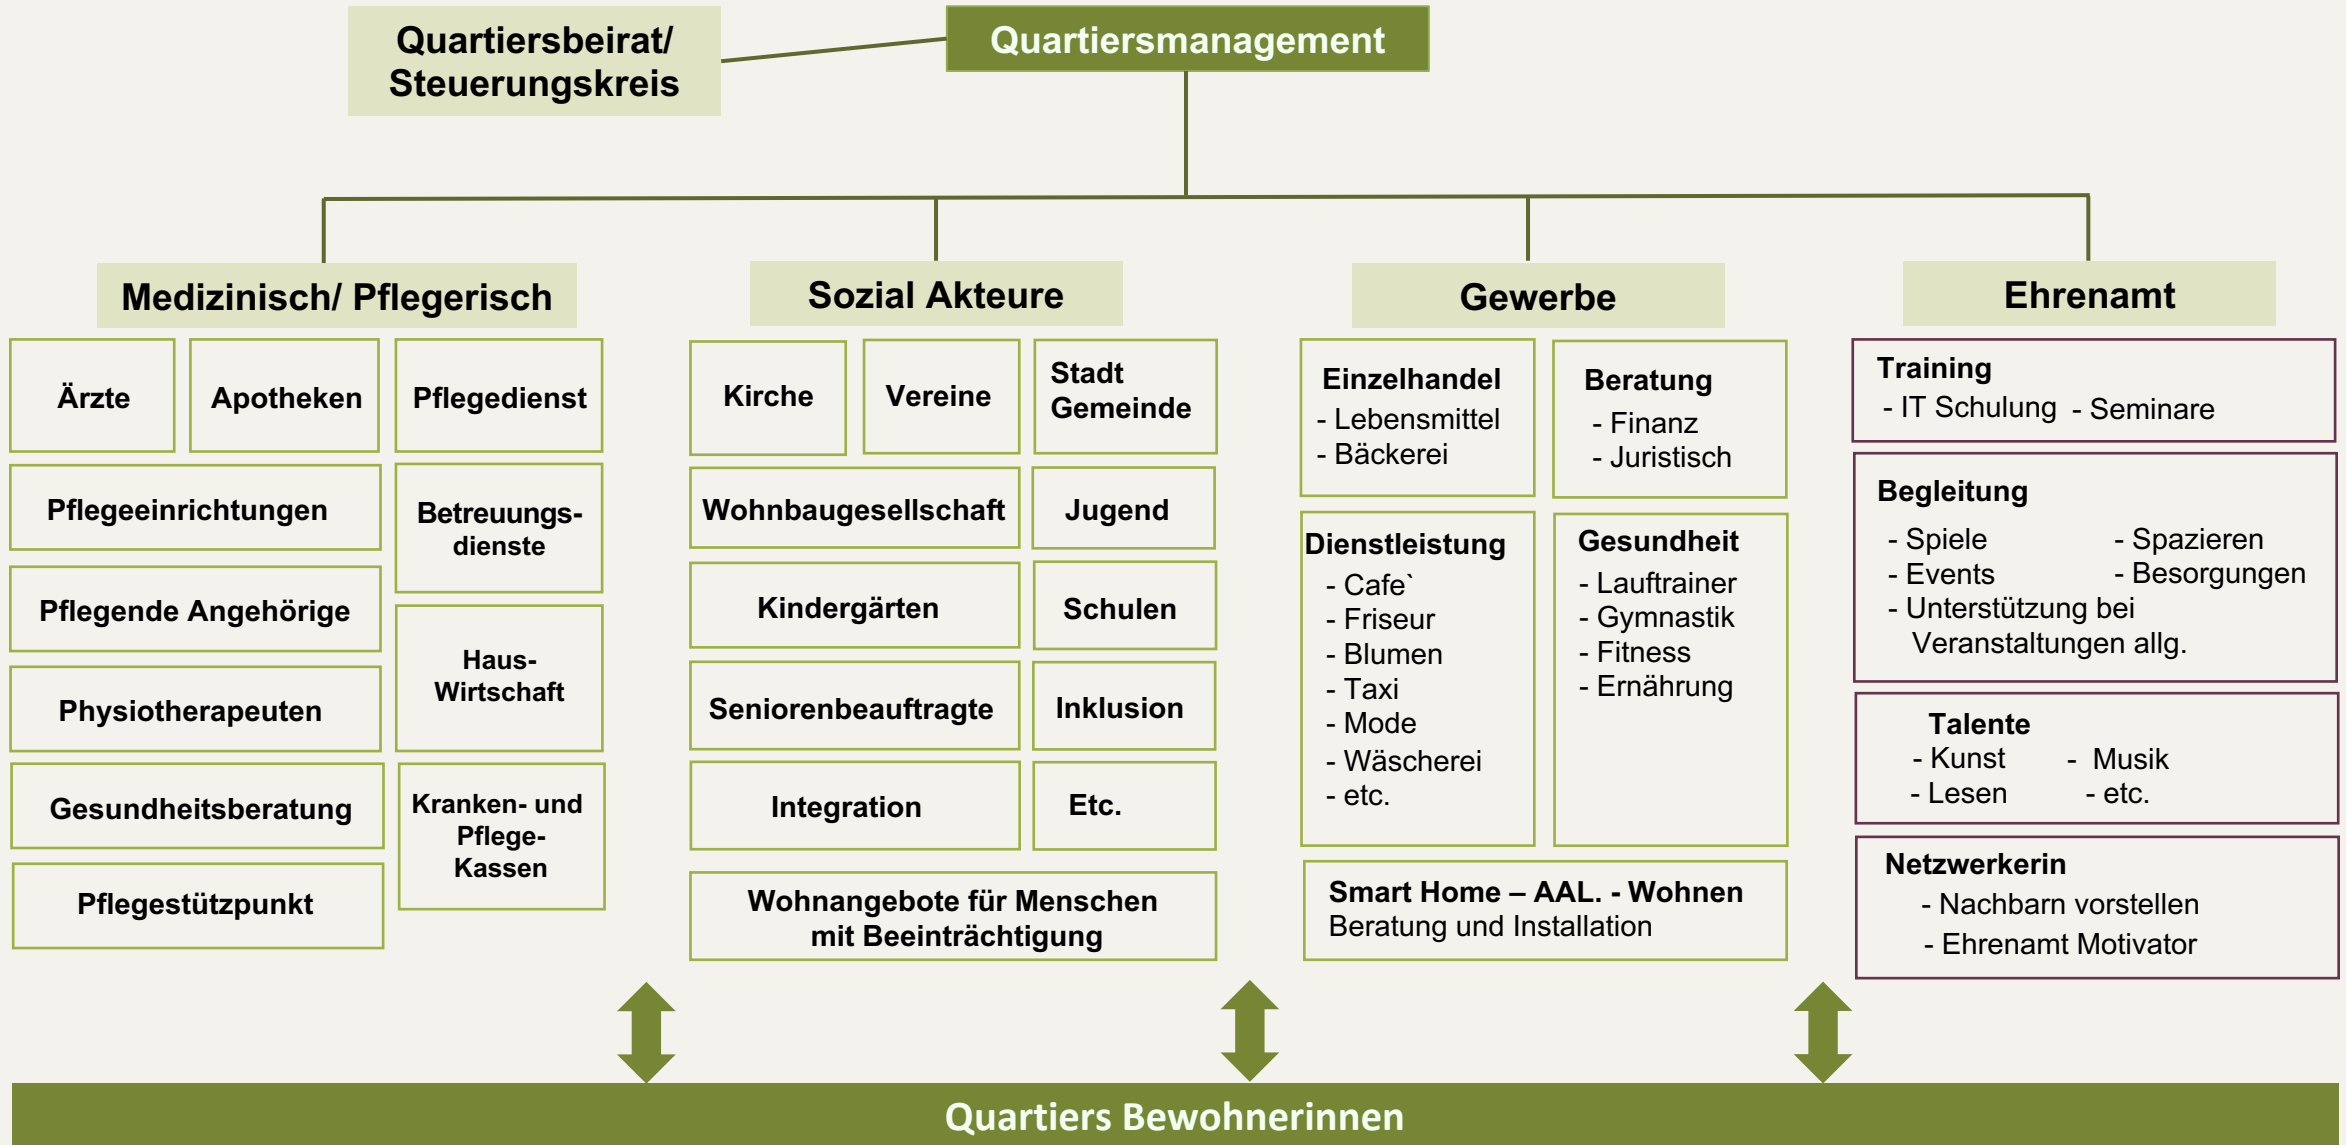 Quartiersbeirat/
Steuerungskreis
Quartiersmanagement
Medizinisch/ Pflegerisch
Ärzte
Apotheken
Pflegedienst
Pflegeeinrichtungen
Betreuungs-
dienste
Pflegende Angehörige
Haus-
Wirtschaft
Physiotherapeuten
Gesundheitsberatung
Kranken- und
Pflege-
Kassen
Pflegestützpunkt
Sozial Akteure
Kirche
Vereine
Stadt
Gemeinde
Wohnbaugesellschaft
Jugend
Kindergärten
Schulen
Seniorenbeauftragte
Inklusion
Integration
Etc.
Wohnangebote für Menschen
mit Beeinträchtigung
Gewerbe
Einzelhandel
- Lebensmittel
- Bäckerei
Beratung
- Finanz
- Juristisch
Dienstleistung
- Cafe`
- Friseur
- Blumen
- Taxi
- Mode
- Wäscherei
- etc.
Gesundheit
- Lauftrainer
- Gymnastik
- Fitness
- Ernährung
Smart Home – AAL. - Wohnen
Beratung und Installation
Ehrenamt
Training
- IT Schulung - Seminare
Begleitung
- Spiele - Spazieren
- Events - Besorgungen
- Unterstützung bei
Veranstaltungen allg.
Talente
- Kunst - Musik
- Lesen - etc.
Netzwerkerin
- Nachbarn vorstellen
- Ehrenamt Motivator
Quartiers Bewohnerinnen